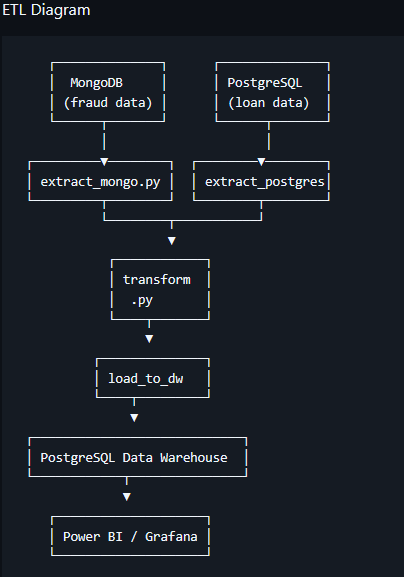 ETL Diagram
MongoDB PostgreSQL
(fraud data) (loan data)
extract_mongo.py extract_postgres
transform
.py
load_to_dw
PostgreSQL Data Warehouse
Power BI / Grafana